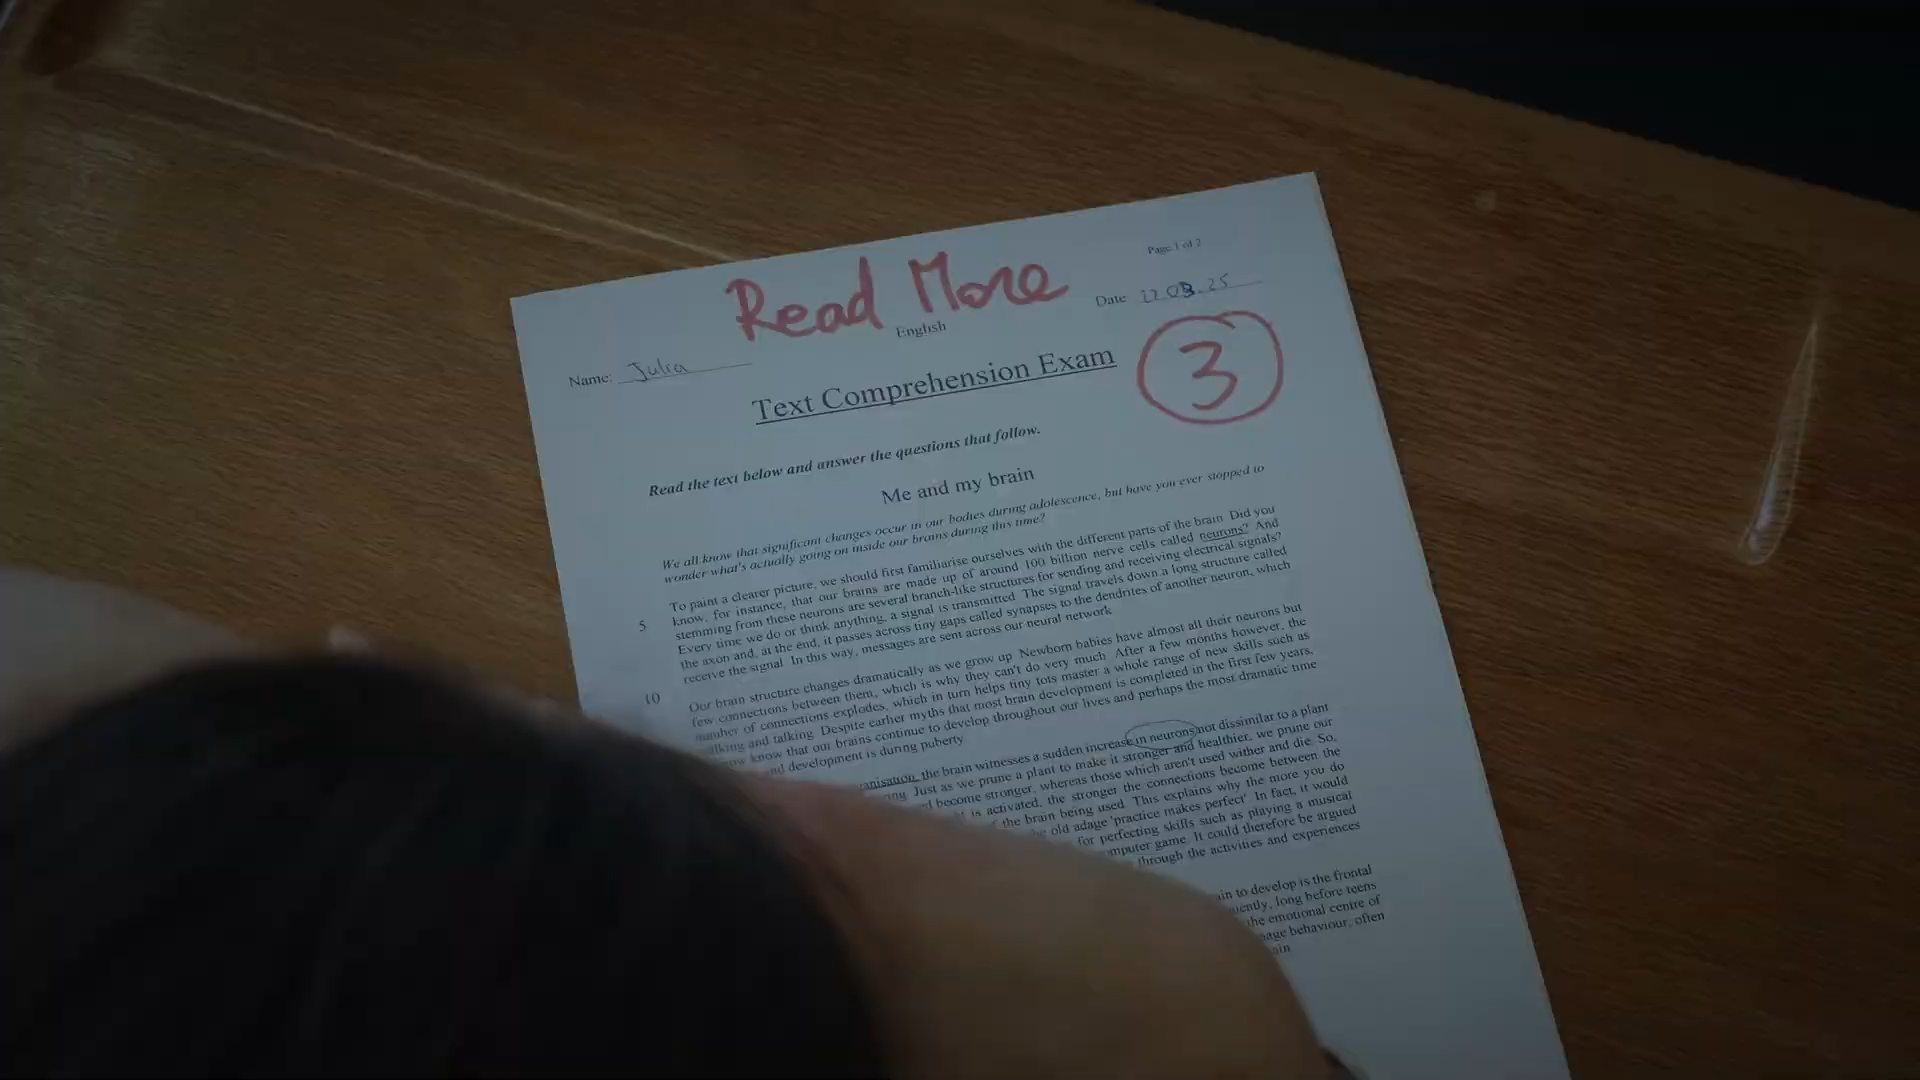 Page 1 of 2
Read More
Date 17.03.25
English
Name: Julia
Text Comprehension Exam
3
Read the text below and answer the questions that follow.
Me and my brain
We all know that significant changes occur in our bodies during adolescence, but have you ever stopped to
wonder what's actually going on inside our brains during this time?
To paint a clearer picture, we should first familiarise ourselves with the different parts of the brain. Did you
know, for instance, that our brains are made up of around 100 billion nerve cells called neurons? And
5 stemming from these neurons are several branch-like structures for sending and receiving electrical signals?
Every time we do or think anything, a signal is transmitted. The signal travels down a long structure called
the axon and, at the end, it passes across tiny gaps called synapses to the dendrites of another neuron, which
receive the signal. In this way, messages are sent across our neural network.
10 Our brain structure changes dramatically as we grow up. Newborn babies have almost all their neurons but
few connections between them, which is why they can't do very much. After a few months however, the
number of connections explodes, which in turn helps tiny tots master a whole range of new skills such as
walking and talking. Despite earlier myths that most brain development is completed in the first few years,
now know that our brains continue to develop throughout our lives and perhaps the most dramatic time
and development is during puberty
the brain witnesses a sudden increase in neurons not dissimilar to a plant
Just as we prune a plant to make it stronger and healthier, we prune our
become stronger, whereas those which aren't used wither and die. So,
is activated, the stronger the connections become between the
the brain being used. This explains why the more you do
old adage 'practice makes perfect'. In fact, it would
for perfecting skills such as playing a musical
computer game. It could therefore be argued
through the activities and experiences
to develop is the frontal
long before teens
the emotional centre of
behaviour, often